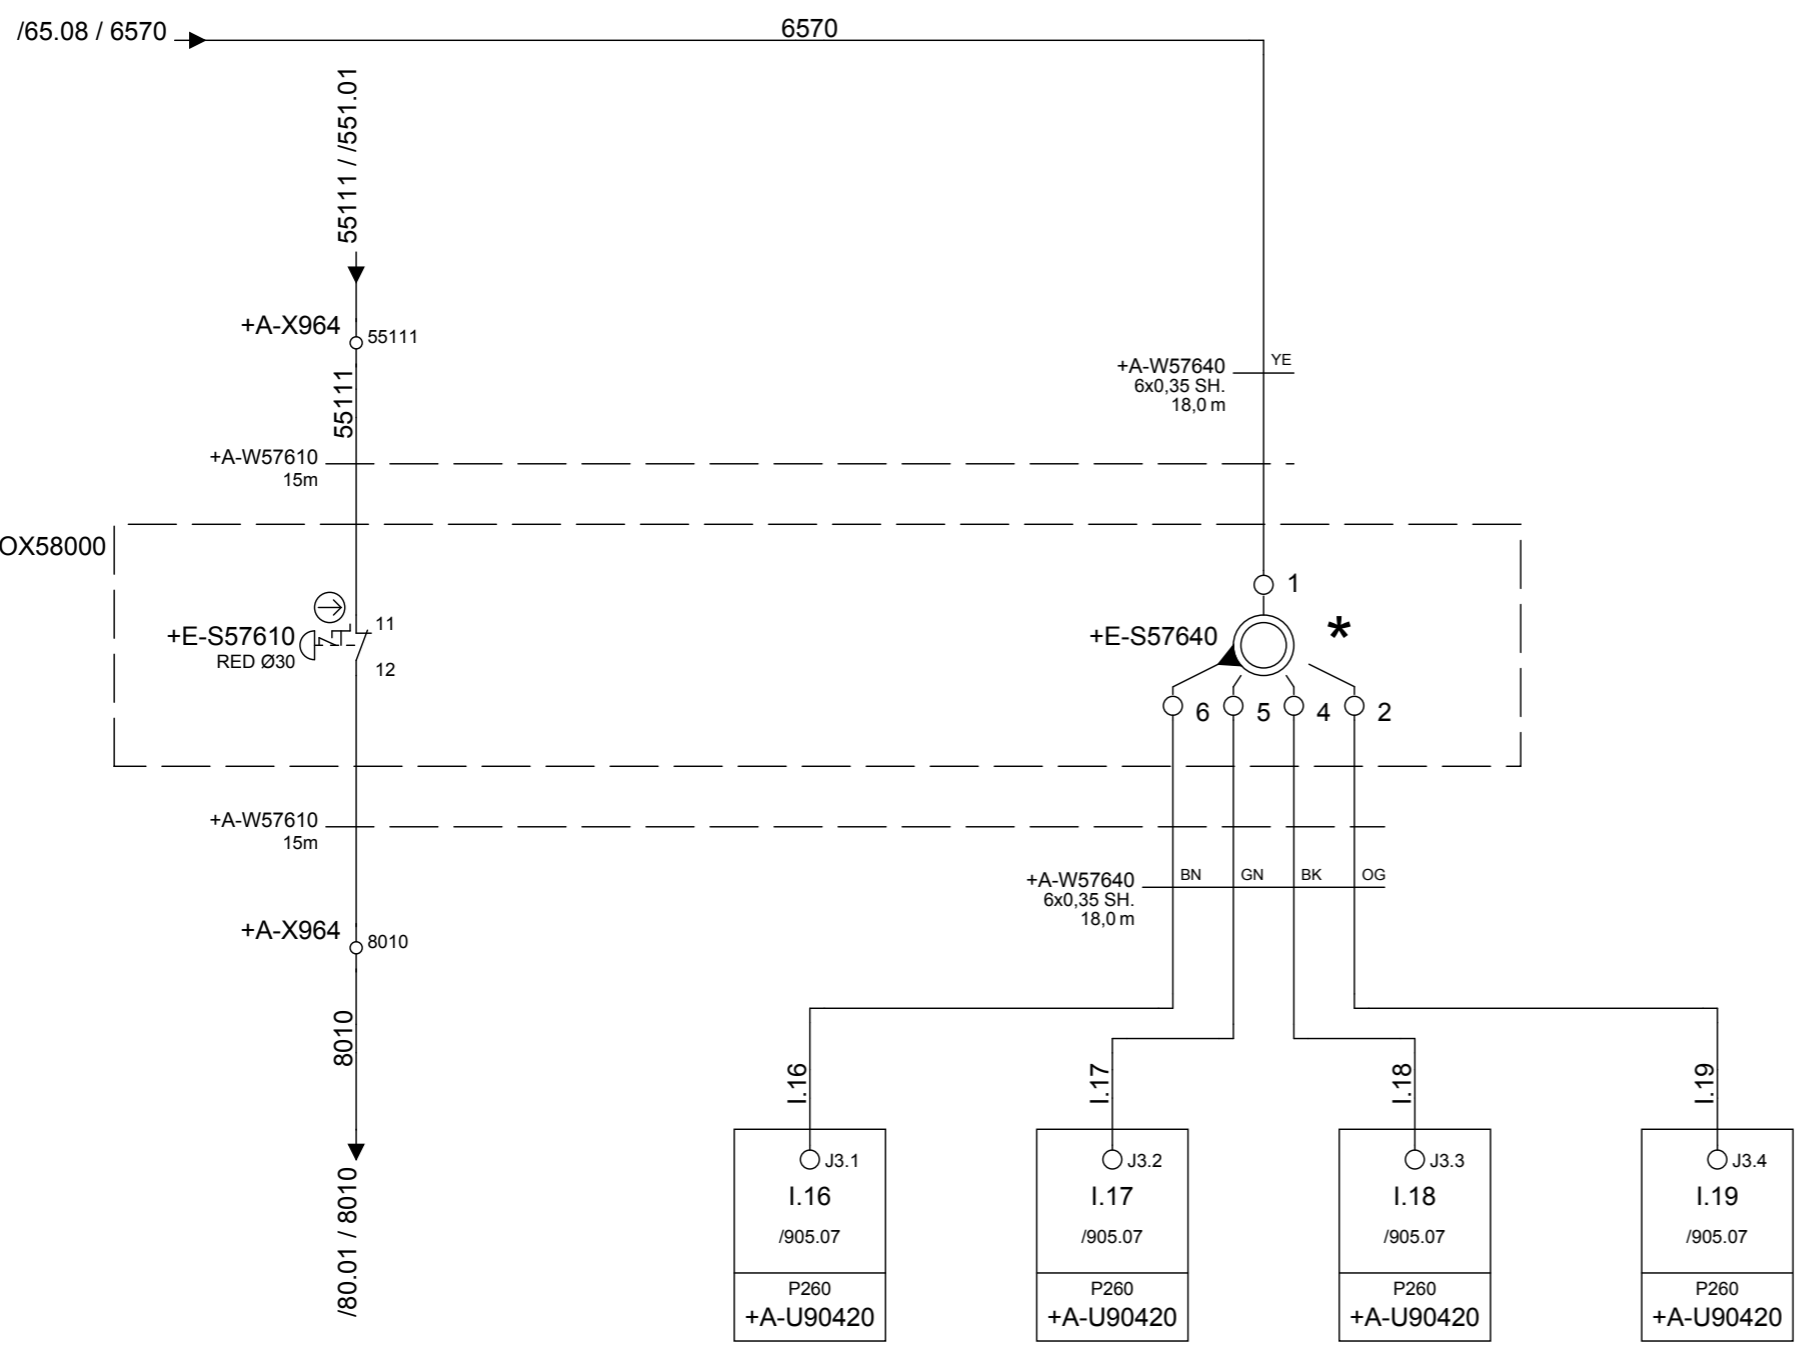 /65.08 / 6570
6570
55111 / /551.01
+A-X964
55111
55111
+A-W57640
6x0,35 SH.
18,0 m
YE
+A-W57610
15m
OX58000
+E-S57610
RED Ø30
11
12
+E-S57640
1
*
6
5
4
2
+A-W57610
15m
+A-W57640
6x0,35 SH.
18,0 m
BN
GN
BK
OG
+A-X964
8010
8010
/80.01 / 8010
I.16
I.17
I.18
I.19
J3.1
I.16
/905.07
P260
+A-U90420
J3.2
I.17
/905.07
P260
+A-U90420
J3.3
I.18
/905.07
P260
+A-U90420
J3.4
I.19
/905.07
P260
+A-U90420